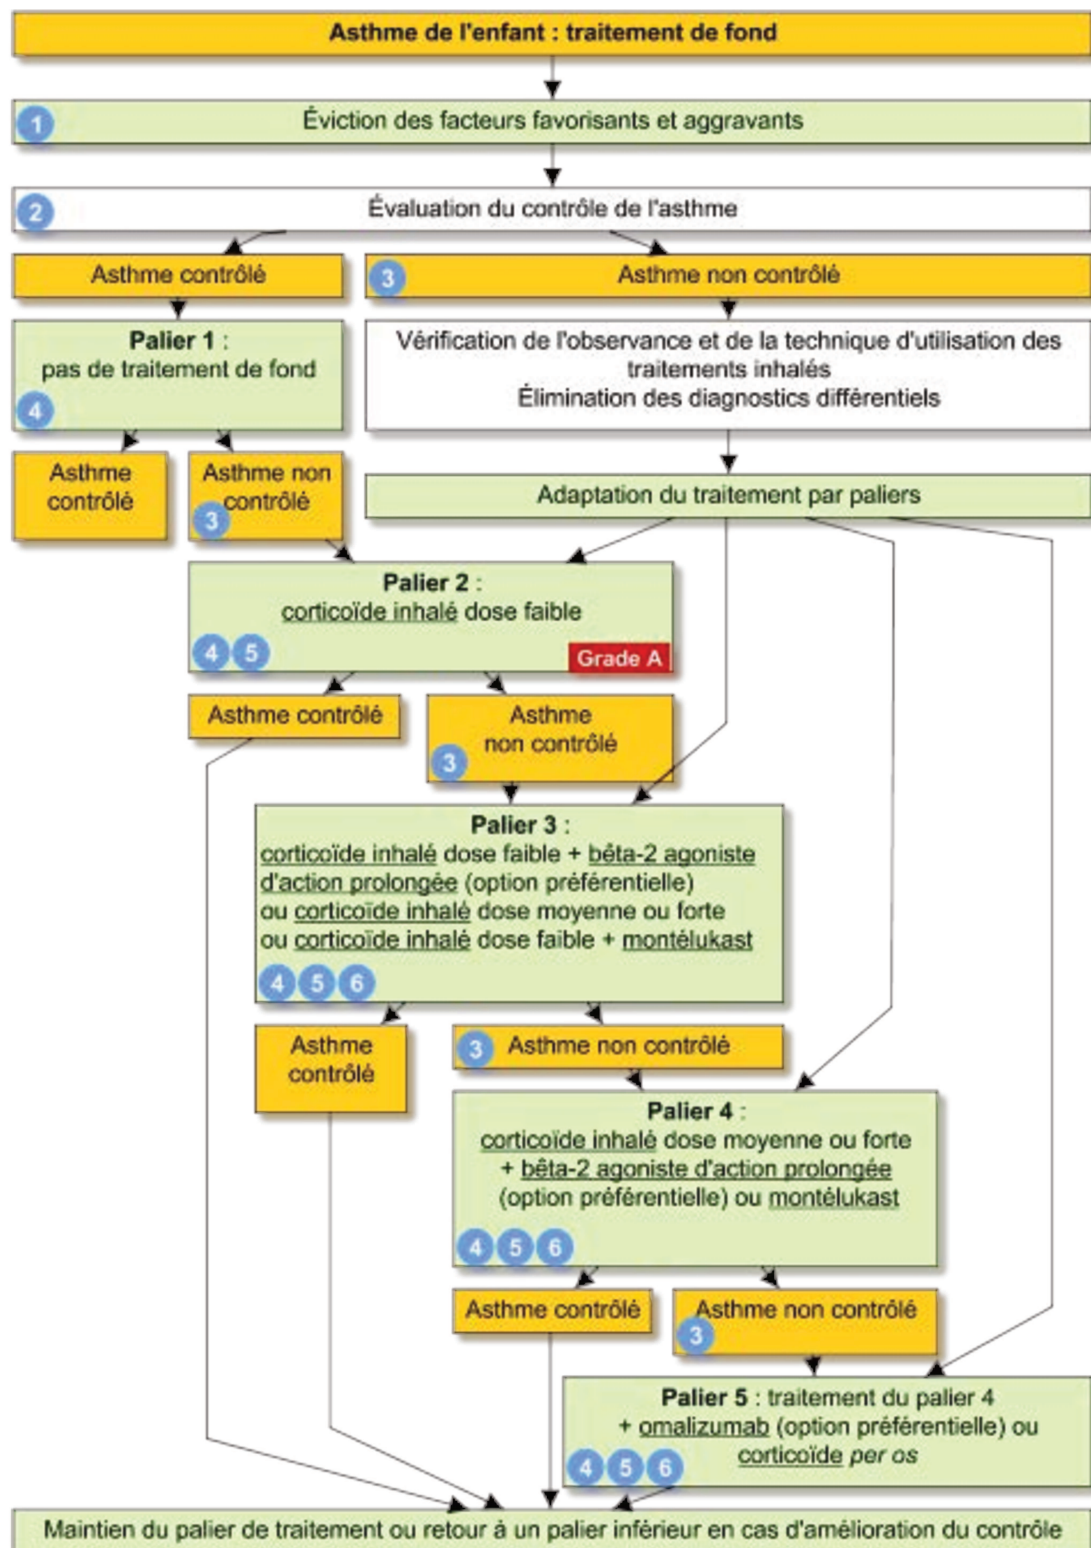 Asthme de l'enfant : traitement de fond
1
Éviction des facteurs favorisants et aggravants
2
Évaluation du contrôle de l'asthme
Asthme contrôlé
3
Asthme non contrôlé
Palier 1 :
pas de traitement de fond
4
Vérification de l'observance et de la technique d'utilisation des
traitements inhalés
Élimination des diagnostics différentiels
Asthme
contrôlé
Asthme non
contrôlé
3
Adaptation du traitement par paliers
Palier 2 :
corticoïde inhalé dose faible
4 5
Grade A
Asthme contrôlé
Asthme
non contrôlé
3
Palier 3 :
corticoïde inhalé dose faible + bêta-2 agoniste
d'action prolongée (option préférentielle)
ou corticoïde inhalé dose moyenne ou forte
ou corticoïde inhalé dose faible + montélukast
4 5 6
Asthme
contrôlé
3
Asthme non contrôlé
Palier 4 :
corticoïde inhalé dose moyenne ou forte
+ bêta-2 agoniste d'action prolongée
(option préférentielle) ou montélukast
4 5 6
Asthme contrôlé
Asthme non contrôlé
3
Palier 5 : traitement du palier 4
+ omalizumab (option préférentielle) ou
corticoïde per os
4 5 6
Maintien du palier de traitement ou retour à un palier inférieur en cas d'amélioration du contrôle